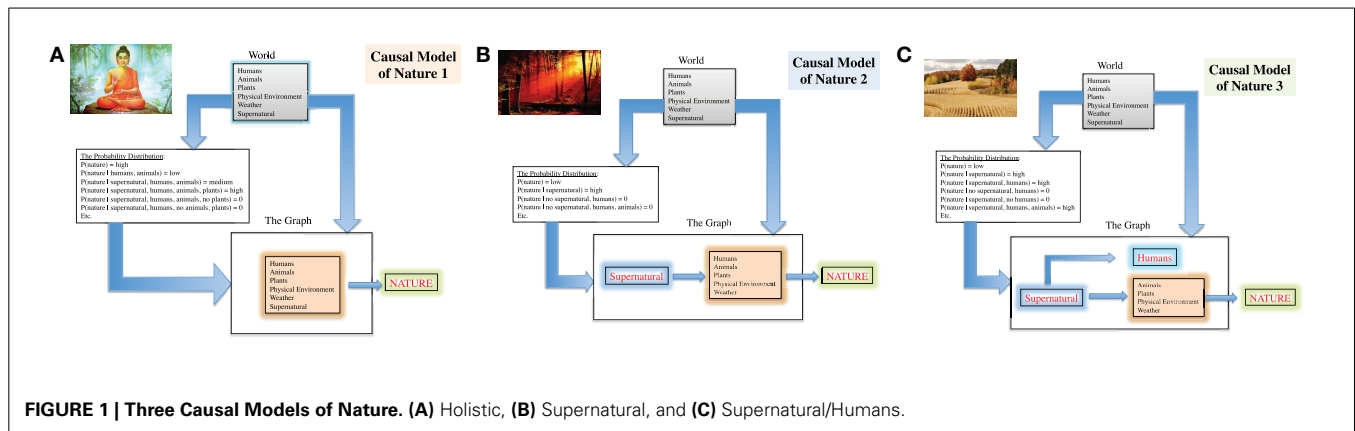 A
World
Humans
Animals
Plants
Physical Environment
Weather
Supernatural
Causal Model
of Nature 1
The Probability Distribution:
P(nature) = high
P(nature | humans, animals) = low
P(nature | supernatural, humans, animals) = medium
P(nature | supernatural, humans, animals, plants) = high
P(nature | supernatural, humans, animals, no plants) = 0
P(nature | supernatural, humans, no animals, plants) = 0
Etc.
The Graph
Humans
Animals
Plants
Physical Environment
Weather
Supernatural
NATURE
B
World
Humans
Animals
Plants
Physical Environment
Weather
Supernatural
Causal Model
of Nature 2
The Probability Distribution:
P(nature) = low
P(nature | supernatural) = high
P(nature | no supernatural, humans) = 0
P(nature | no supernatural, humans, animals) = 0
Etc.
The Graph
Supernatural
Humans
Animals
Plants
Physical Environment
Weather
NATURE
C
World
Humans
Animals
Plants
Physical Environment
Weather
Supernatural
Causal Model
of Nature 3
The Probability Distribution:
P(nature) = low
P(nature | supernatural) = high
P(nature | supernatural, humans) = high
P(nature | no supernatural, humans) = 0
P(nature | supernatural, no humans) = 0
P(nature | supernatural, humans, animals) = high
Etc.
The Graph
Humans
Supernatural
Animals
Plants
Physical Environment
Weather
NATURE
FIGURE 1 | Three Causal Models of Nature. (A) Holistic, (B) Supernatural, and (C) Supernatural/Humans.